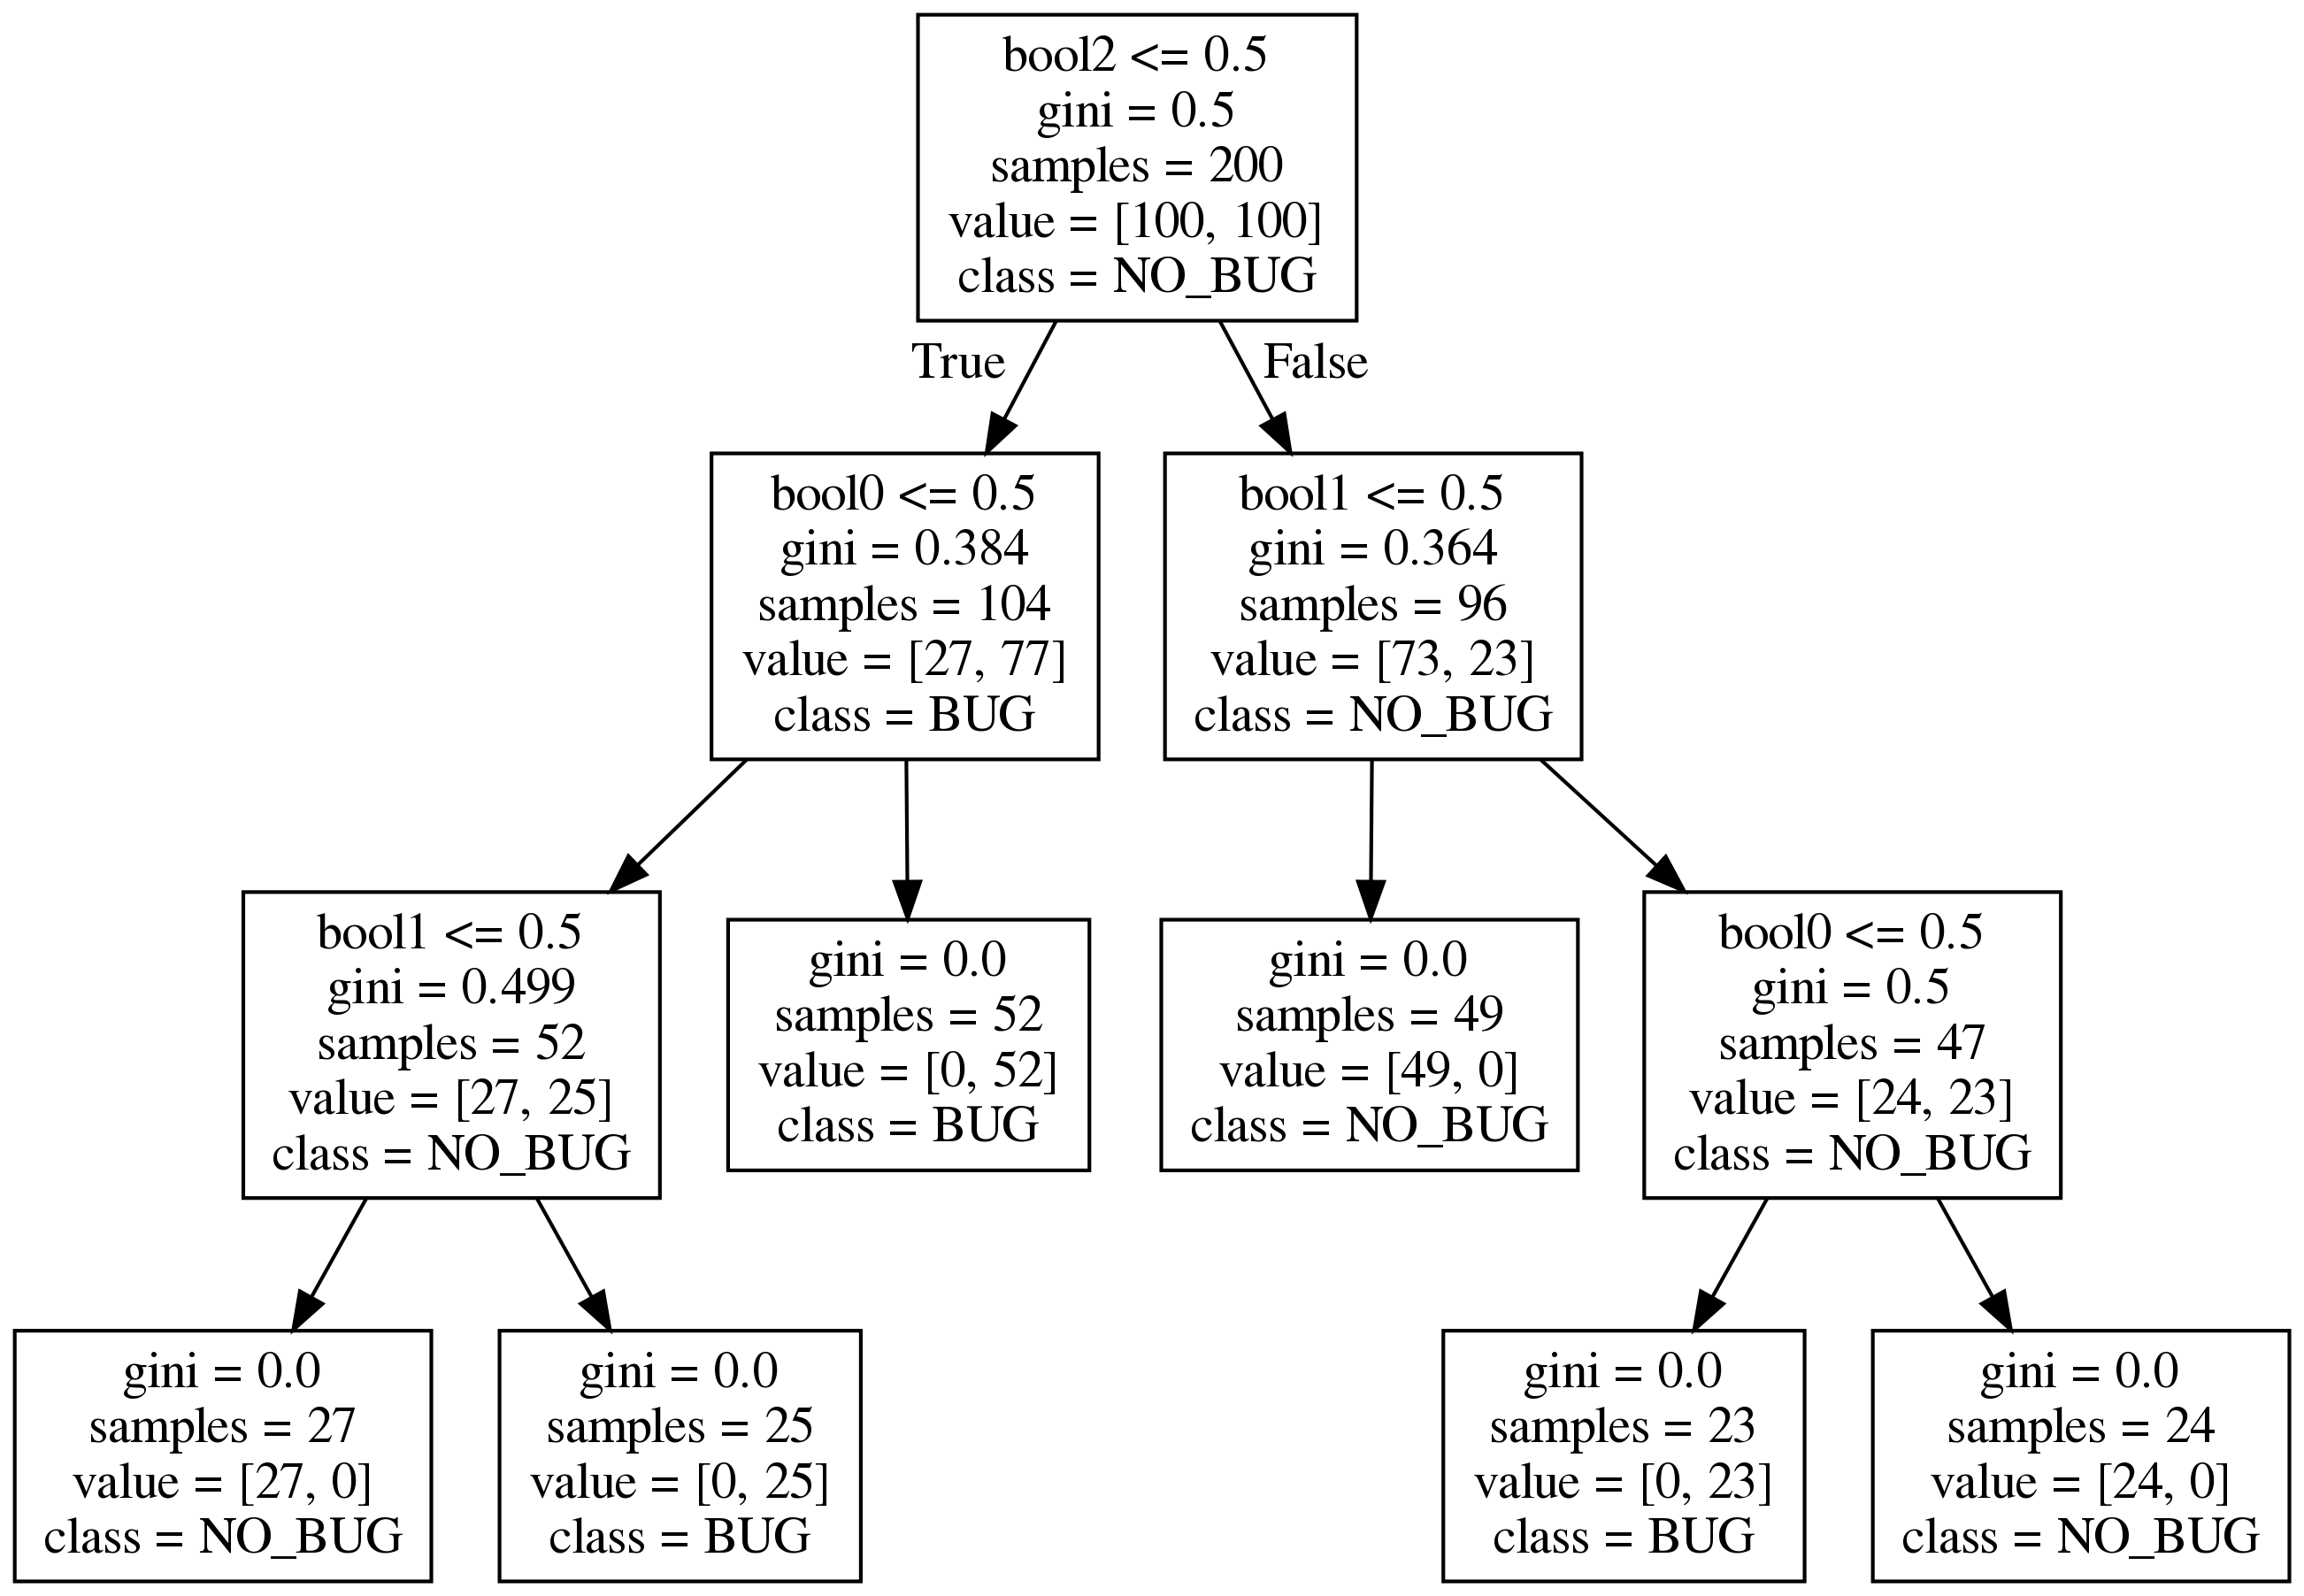 bool2 <= 0.5
gini = 0.5
samples = 200
value = [100, 100]
class = NO_BUG
True
False
bool0 <= 0.5
gini = 0.384
samples = 104
value = [27, 77]
class = BUG
bool1 <= 0.5
gini = 0.364
samples = 96
value = [73, 23]
class = NO_BUG
bool1 <= 0.5
gini = 0.499
samples = 52
value = [27, 25]
class = NO_BUG
gini = 0.0
samples = 52
value = [0, 52]
class = BUG
gini = 0.0
samples = 49
value = [49, 0]
class = NO_BUG
bool0 <= 0.5
gini = 0.5
samples = 47
value = [24, 23]
class = NO_BUG
gini = 0.0
samples = 27
value = [27, 0]
class = NO_BUG
gini = 0.0
samples = 25
value = [0, 25]
class = BUG
gini = 0.0
samples = 23
value = [0, 23]
class = BUG
gini = 0.0
samples = 24
value = [24, 0]
class = NO_BUG